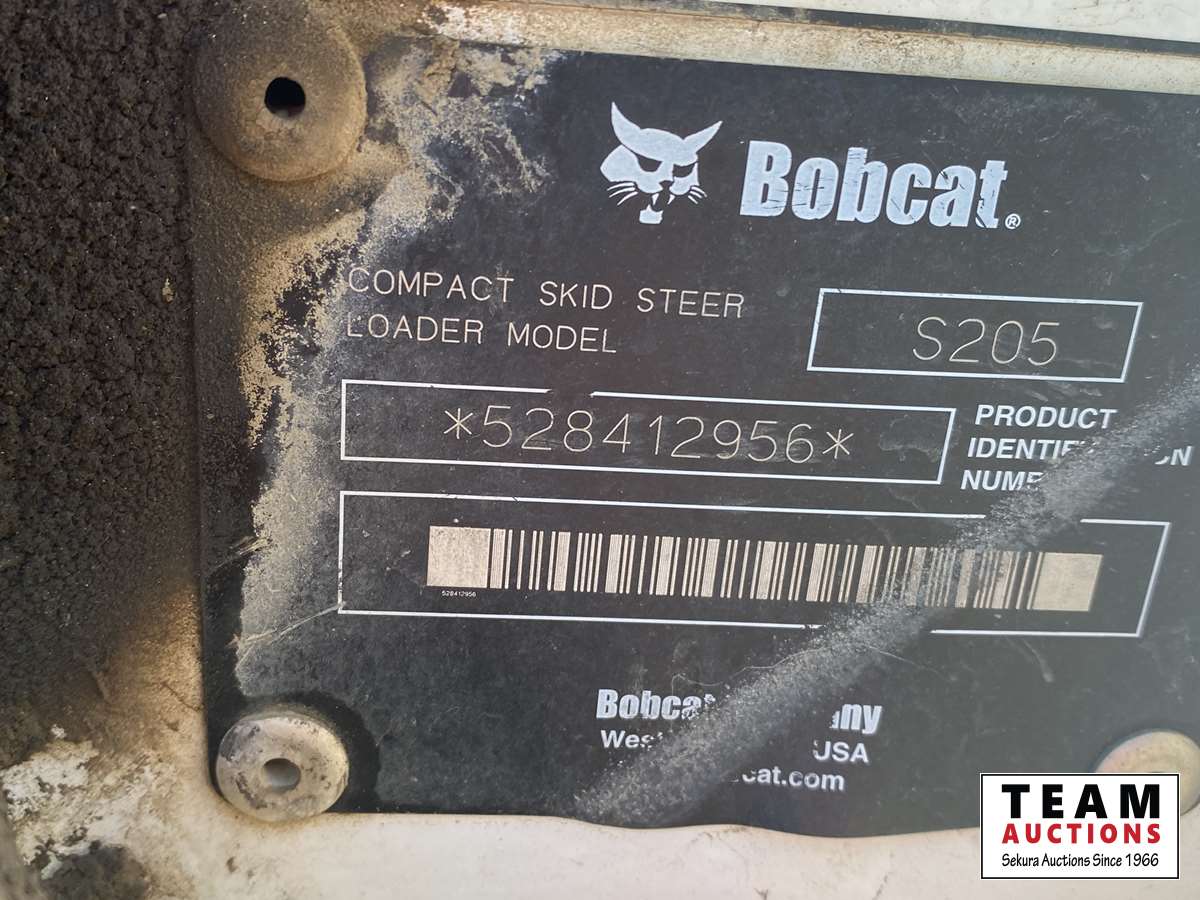 Bobcat®
COMPACT SKID STEER
LOADER MODEL
S205
*528412956*
PRODUCT
528412956
USA
TEAM
AUCTIONS
Sekura Auctions Since 1966